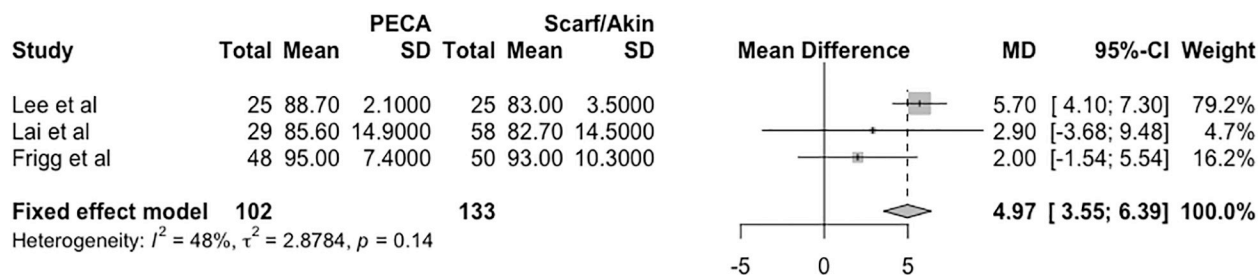 PECA Scarf/Akin
Study Total Mean SD Total Mean SD Mean Difference MD 95%-CI Weight
Lee et al 25 88.70 2.1000 25 83.00 3.5000 5.70 [ 4.10; 7.30] 79.2%
Lai et al 29 85.60 14.9000 58 82.70 14.5000 2.90 [-3.68; 9.48] 4.7%
Frigg et al 48 95.00 7.4000 50 93.00 10.3000 2.00 [-1.54; 5.54] 16.2%
Fixed effect model 102 133 4.97 [ 3.55; 6.39] 100.0%
Heterogeneity: I² = 48%, τ² = 2.8784, p = 0.14
-5 0 5